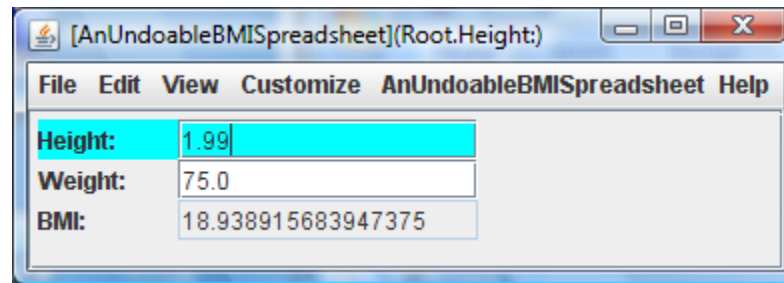 [AnUndoableBMISpreadsheet](Root.Height:)
File Edit View Customize AnUndoableBMISpreadsheet Help
Height: 1.99
Weight: 75.0
BMI: 18.938915683947375